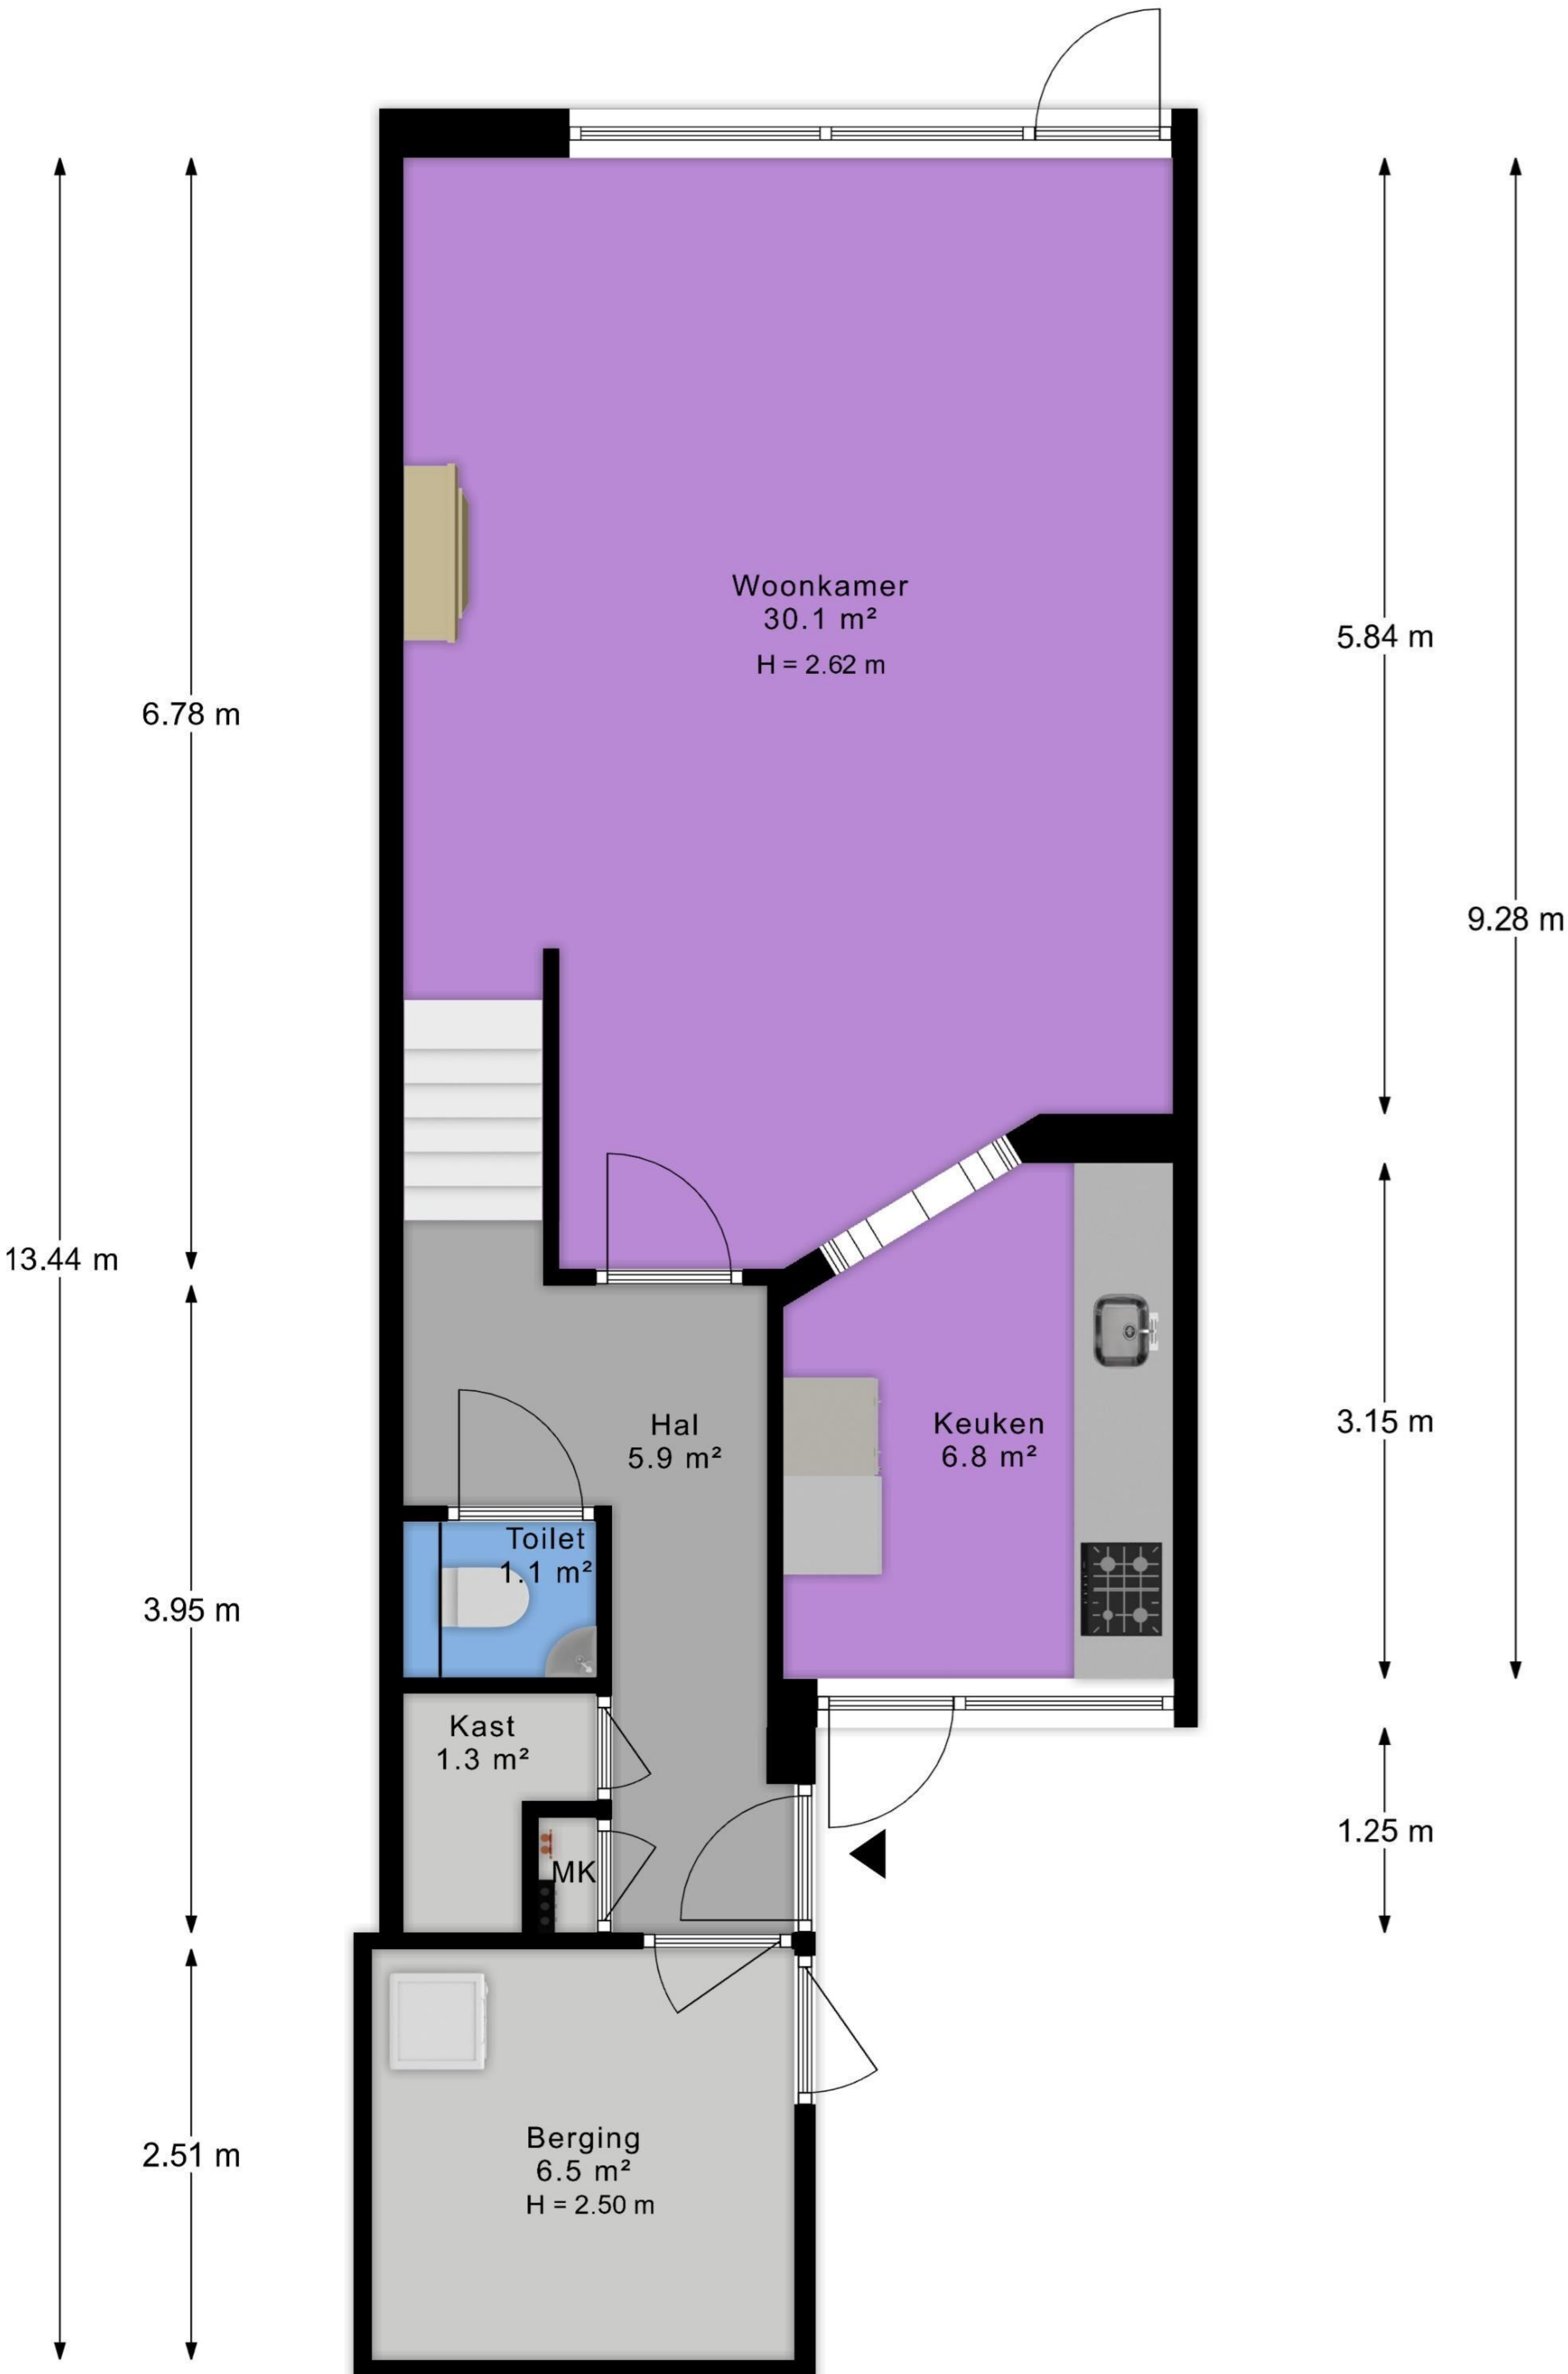 Woonkamer
30.1 m²
H = 2.62 m
5.84 m
6.78 m
9.28 m
13.44 m
Hal
5.9 m²
Keuken
6.8 m²
3.15 m
Toilet
1.1 m²
3.95 m
Kast
1.3 m²
MK
1.25 m
Berging
6.5 m²
H = 2.50 m
2.51 m